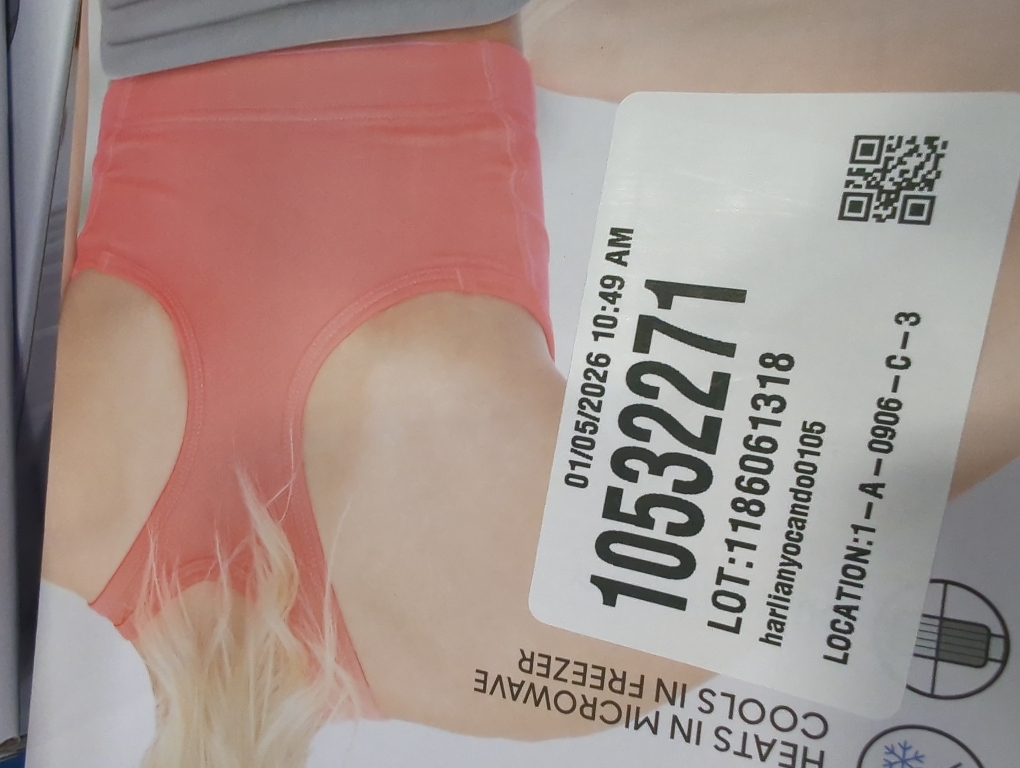 01/05/2026 10:49 AM
1053271
LOT:1186061318
harlianyocando0105
LOCATION:1-A-0906-C-3
HEATS IN MICROWAVE
COOLS IN FREEZER